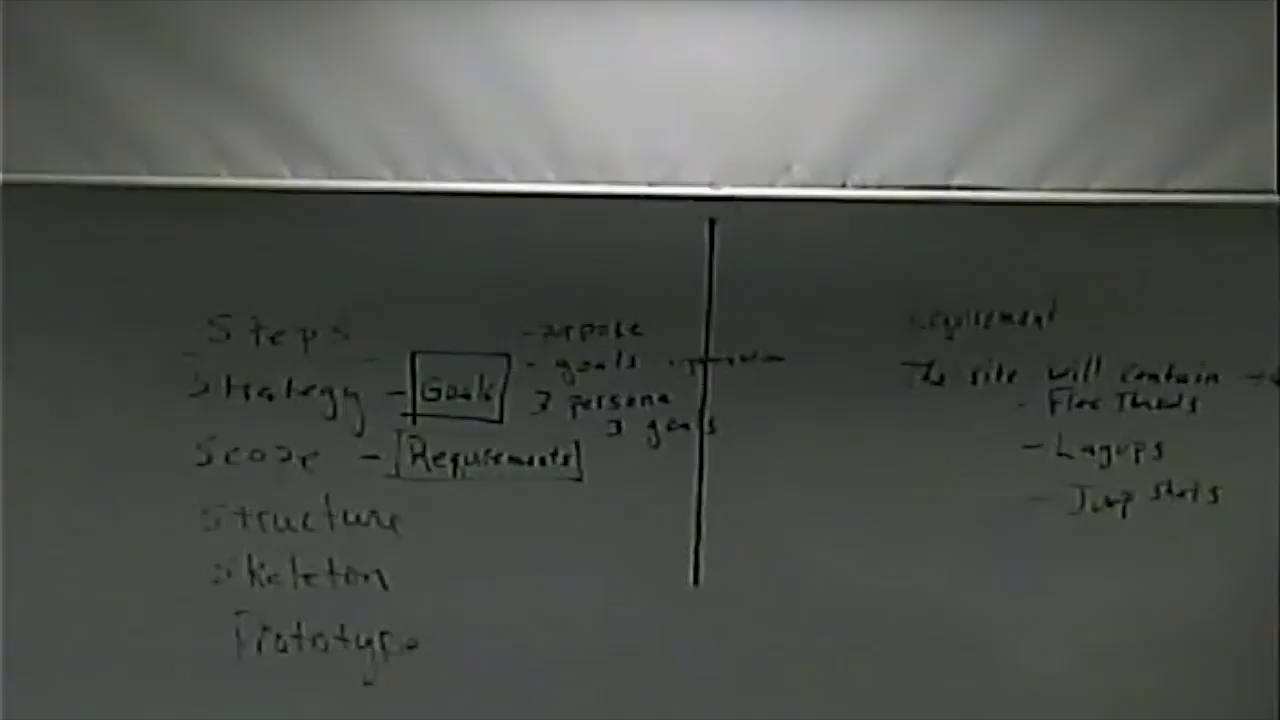 Steps
Strategy - Goals
- purpose
- goals
3 persona
3 goals
Scope - [Requirements]
Structure
Skeleton
Prototype
Requirement
The site will contain
- Free Throws
- Layups
- Jump Shots